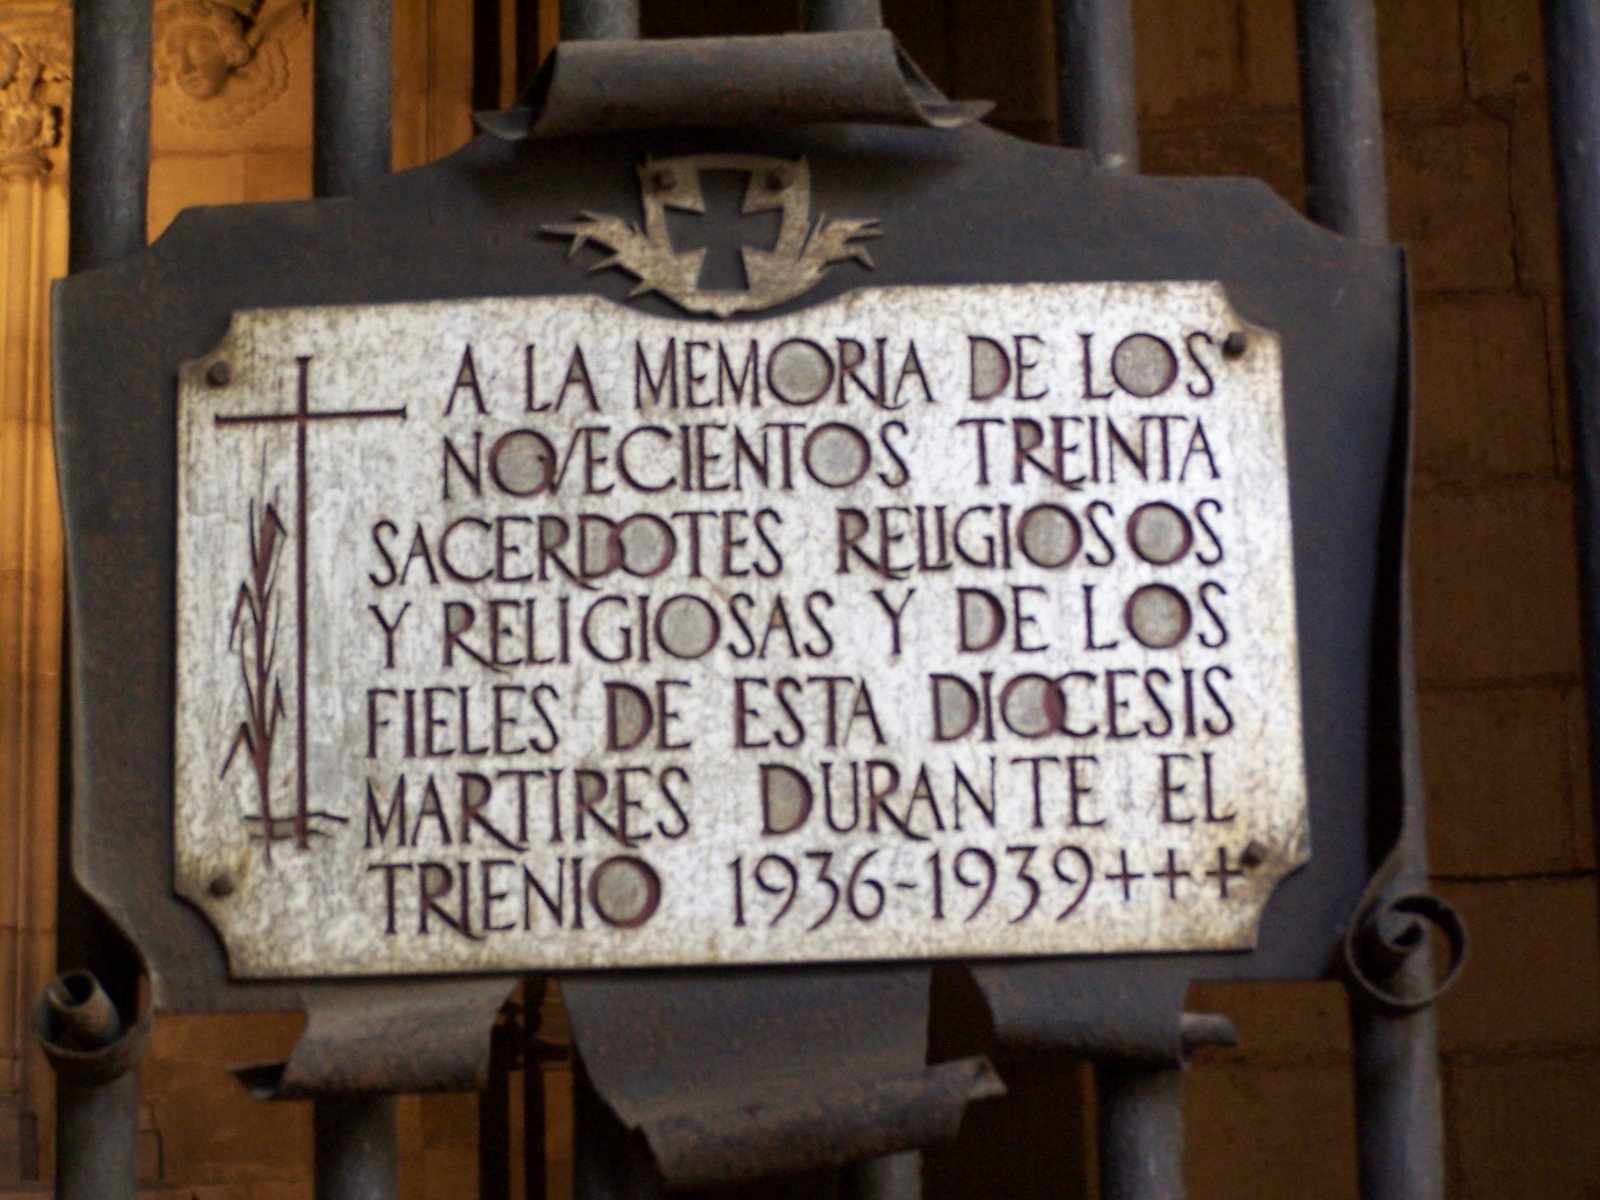 A LA MEMORIA DE LOS
NOVECIENTOS TREINTA
SACERDOTES RELIGIOSOS
Y RELIGIOSAS Y DE LOS
FIELES DE ESTA DIOCESIS
MARTIRES DURANTE EL
TRIENIO 1936-1939+++